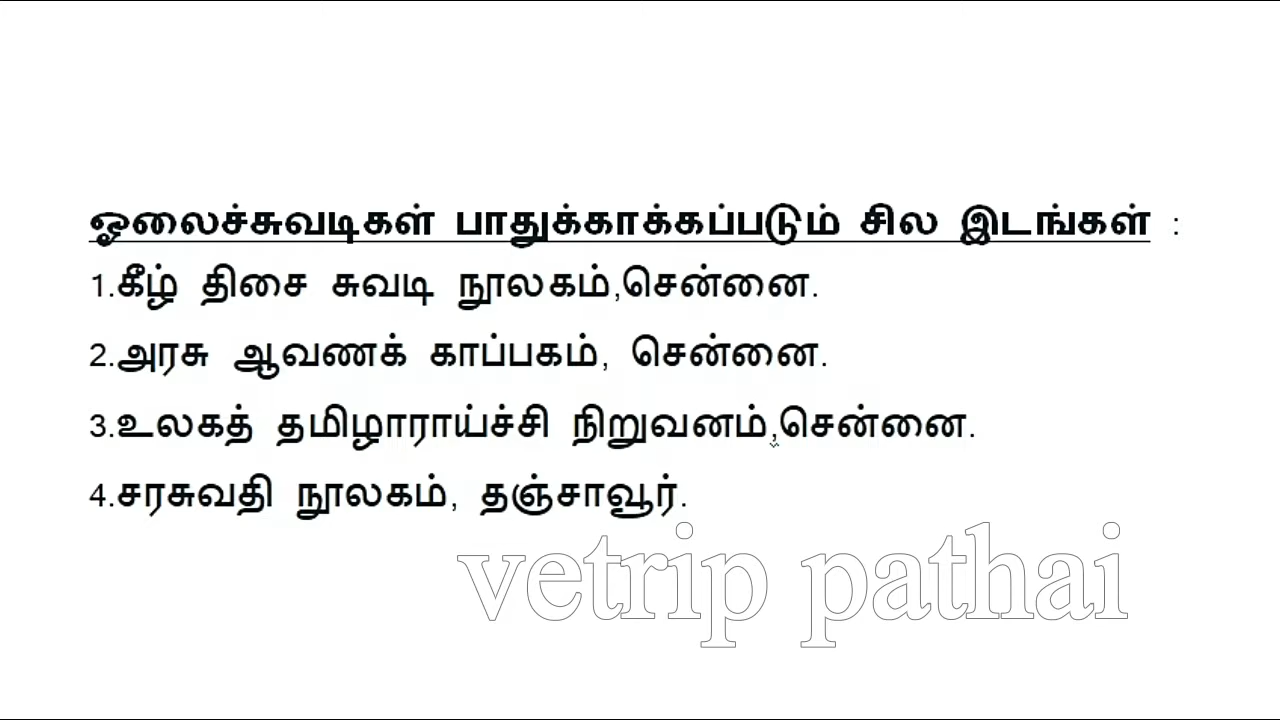 ஓலைச்சுவடிகள் பாதுக்காக்கப்படும் சில இடங்கள் :
1.கீழ் திசை சுவடி நூலகம்,சென்னை.
2.அரசு ஆவணக் காப்பகம், சென்னை.
3.உலகத் தமிழாராய்ச்சி நிறுவனம்,சென்னை.
4.சரசுவதி நூலகம், தஞ்சாவூர்.
vetrip pathai